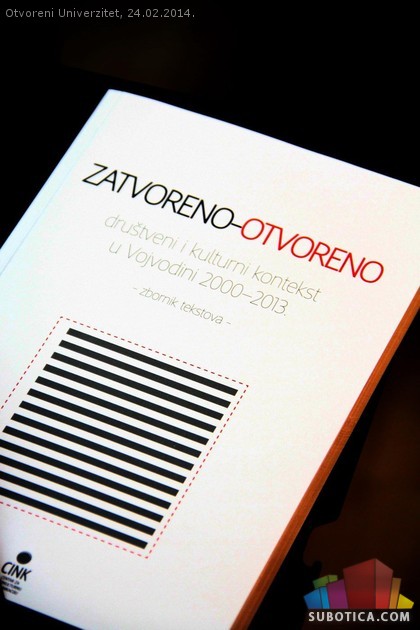 Otvoreni Univerzitet, 24.02.2014.
ZATVORENO–OTVORENO
društveni i kulturni kontekst
u Vojvodini 2000–2013.
- zbornik tekstova -
CINK
SUBOTICA.COM